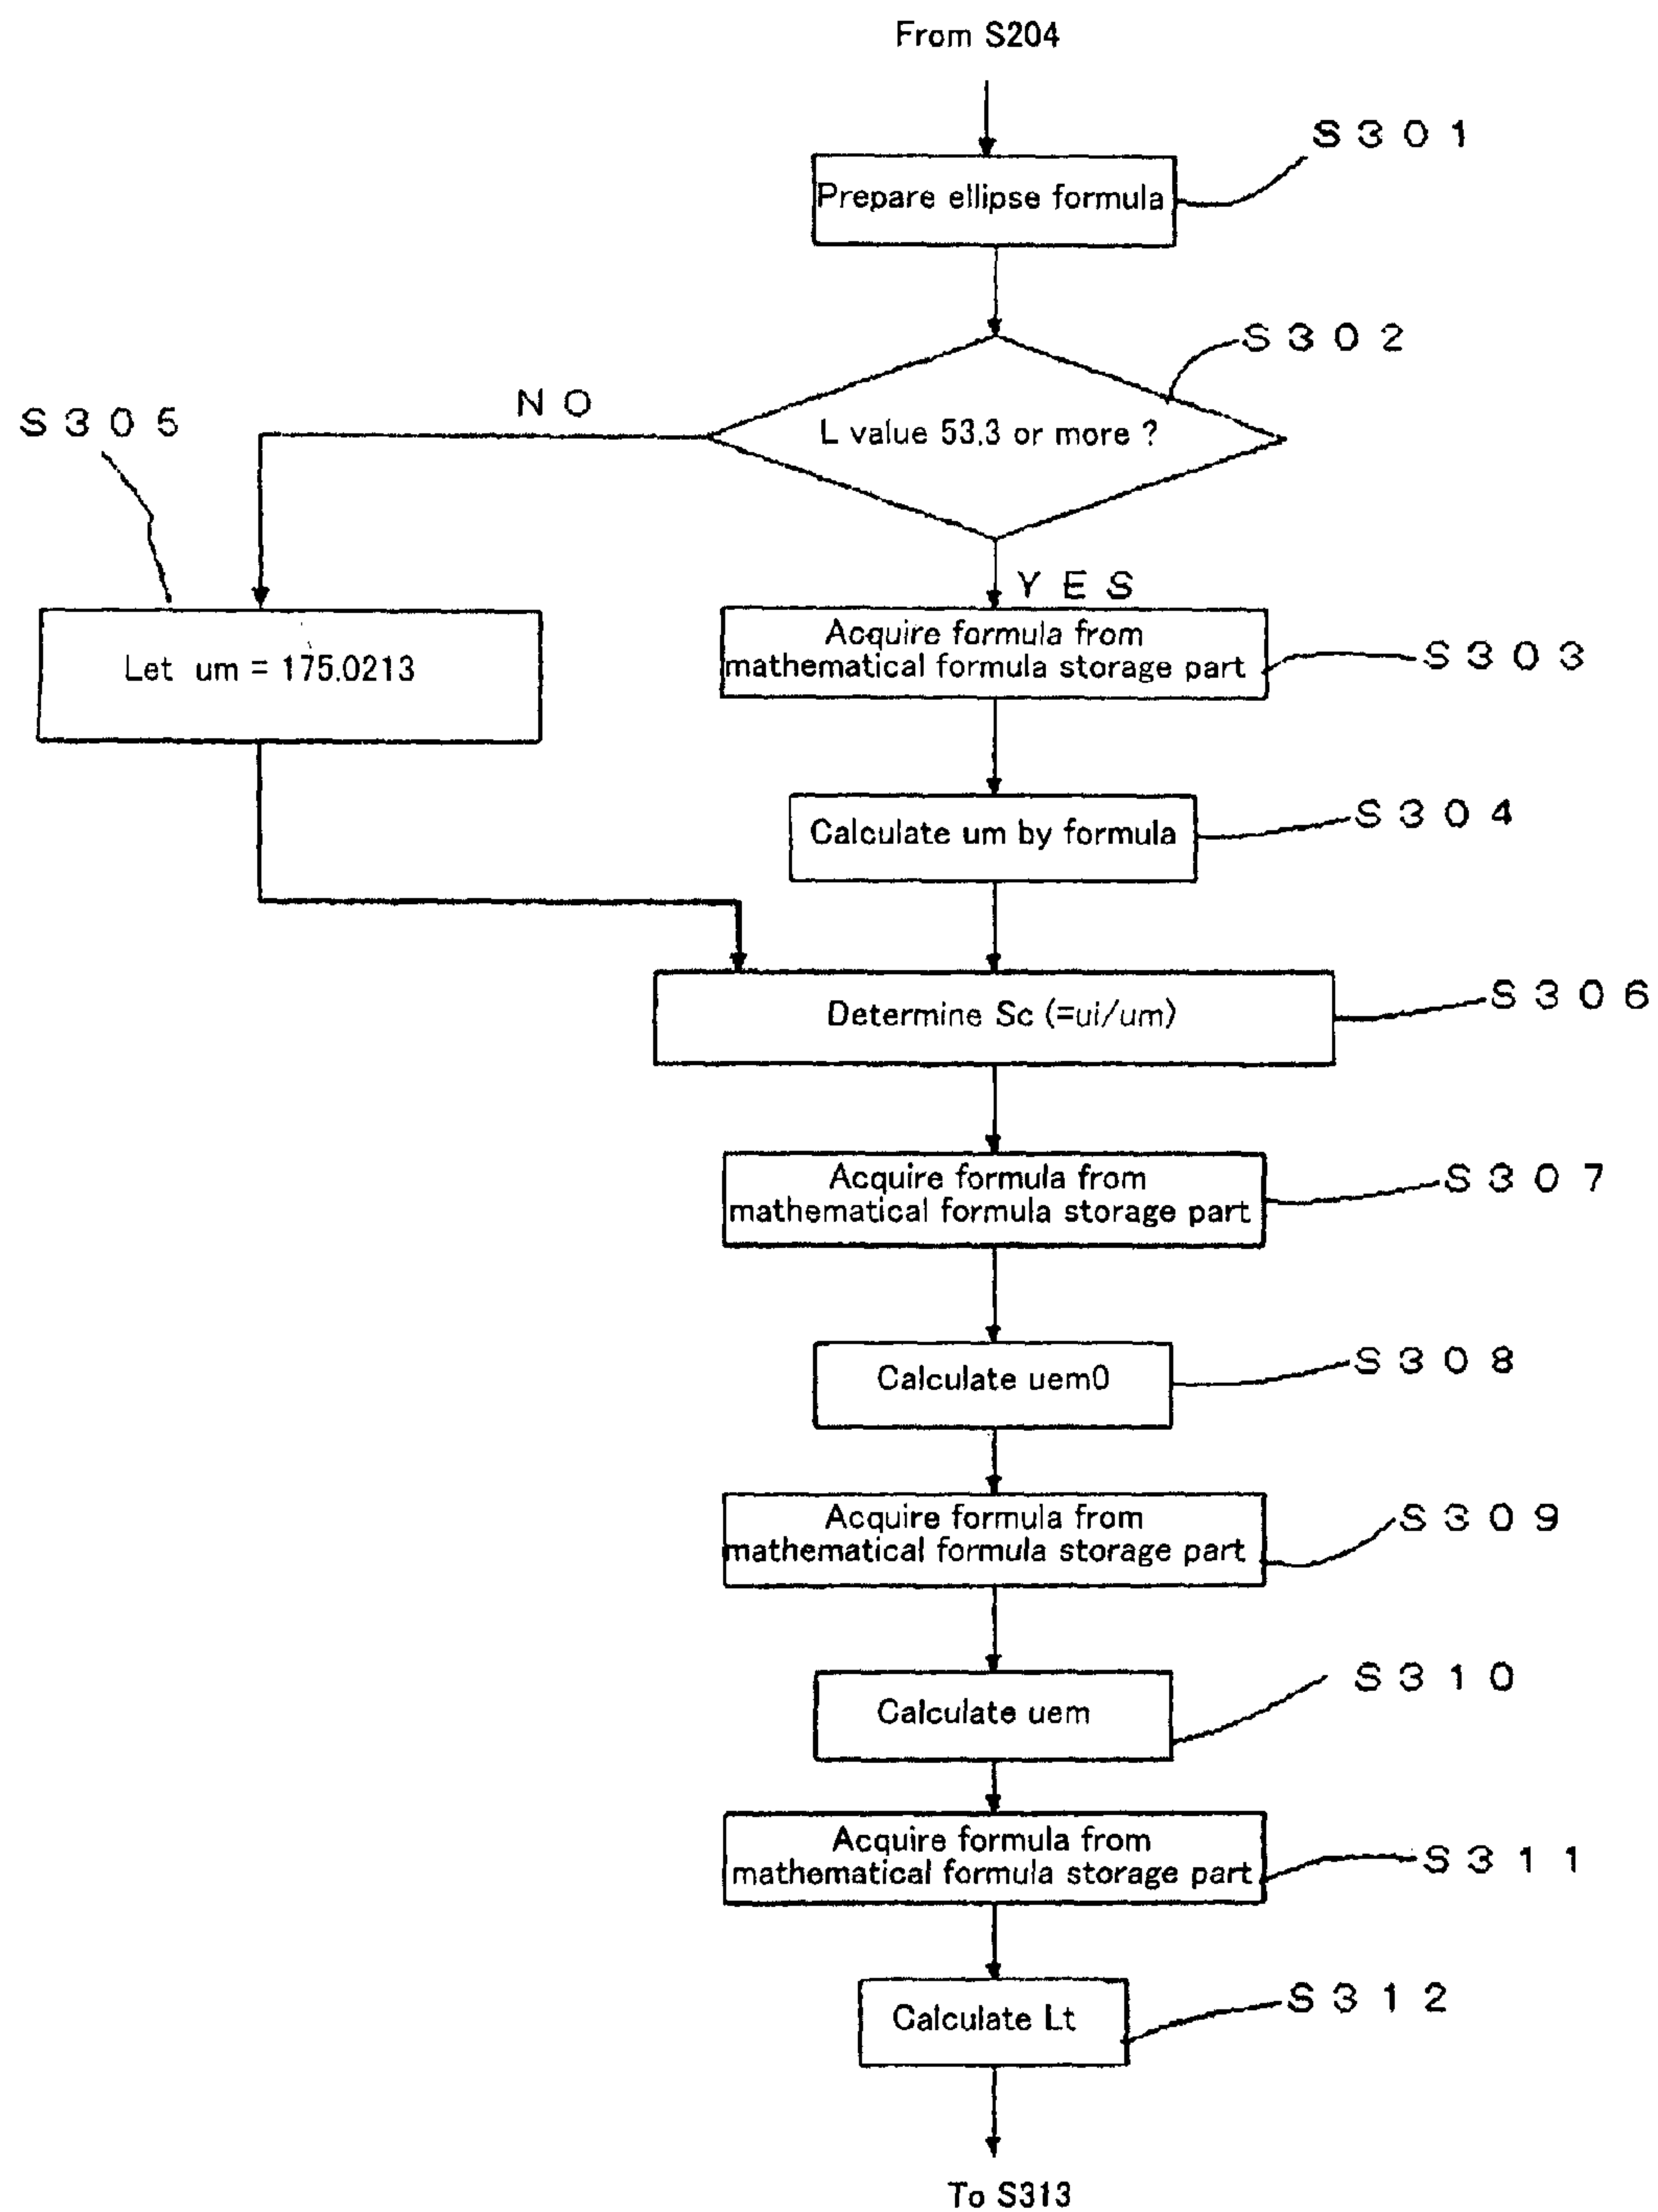 From S204
S301
Prepare ellipse formula
S302
NO
L value 53.3 or more ?
S305
YES
Let um = 175.0213
Acquire formula from
mathematical formula storage part
S303
Calculate um by formula
S304
Determine Sc (=ui/um)
S306
Acquire formula from
mathematical formula storage part
S307
Calculate uem0
S308
Acquire formula from
mathematical formula storage part
S309
Calculate uem
S310
Acquire formula from
mathematical formula storage part
S311
Calculate Lt
S312
To S313